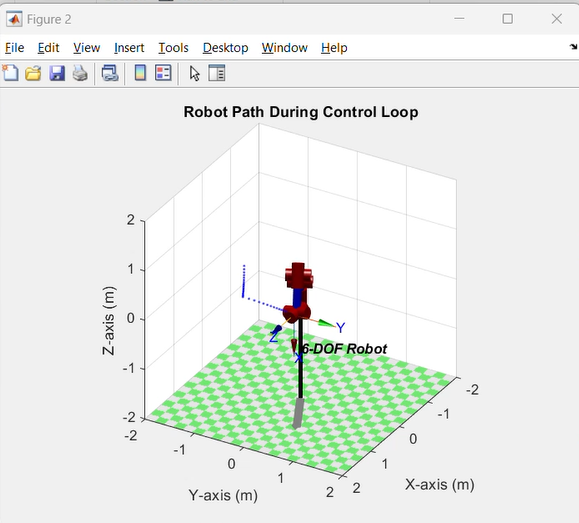 Figure 2
File Edit View Insert Tools Desktop Window Help
Robot Path During Control Loop
2
1
0
-1
-2
Z-axis (m)
Y
Z
X
6-DOF Robot
-2
-1
0
1
2
Y-axis (m)
-2
-1
0
1
2
X-axis (m)